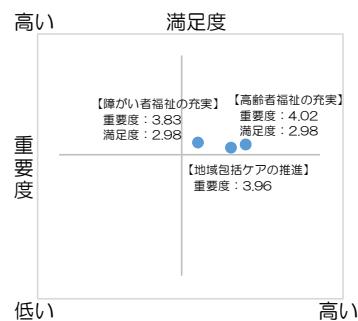 高い
満足度
【障がい者福祉の充実】
重要度：3.83
満足度：2.98
【高齢者福祉の充実】
重要度：4.02
満足度：2.98
重要度
【地域包括ケアの推進】
重要度：3.96
低い
高い